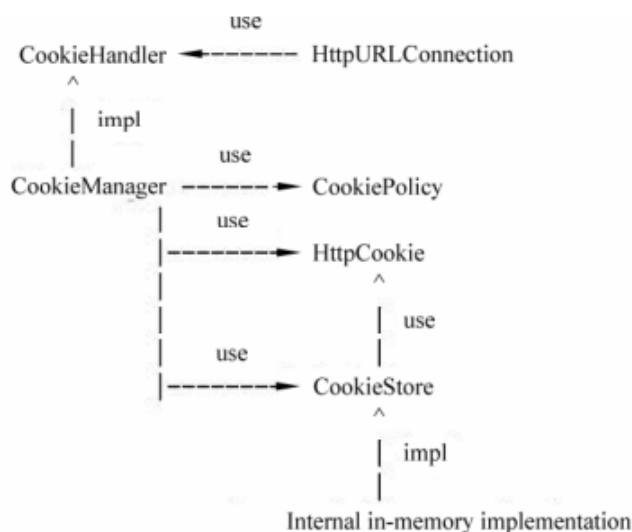 use
CookieHandler HttpURLConnection
impl
use
CookieManager CookiePolicy
use
HttpCookie
use
use
CookieStore
impl
Internal in-memory implementation